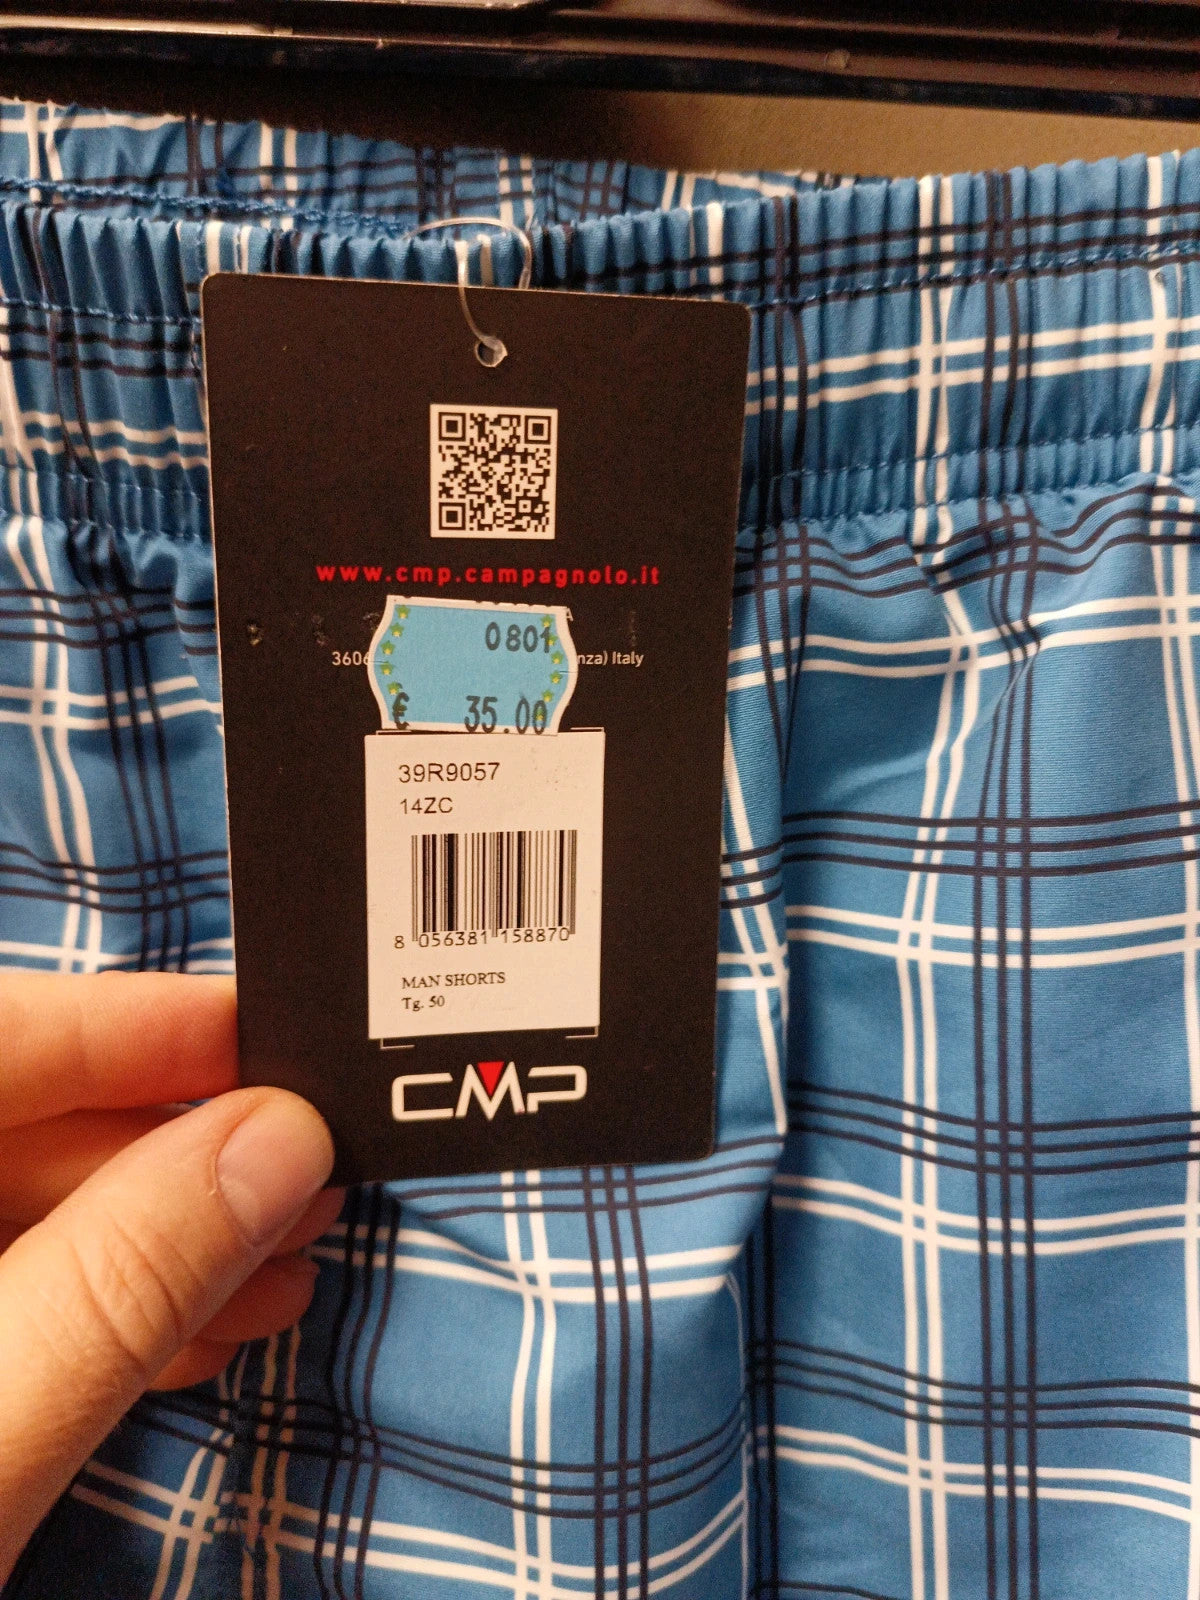 www.cmp.campagnolo.it
0801
3606 nza) Italy
€ 35.00
39R9057
14ZC
8 056381 158870
MAN SHORTS
Tg. 50
CMP